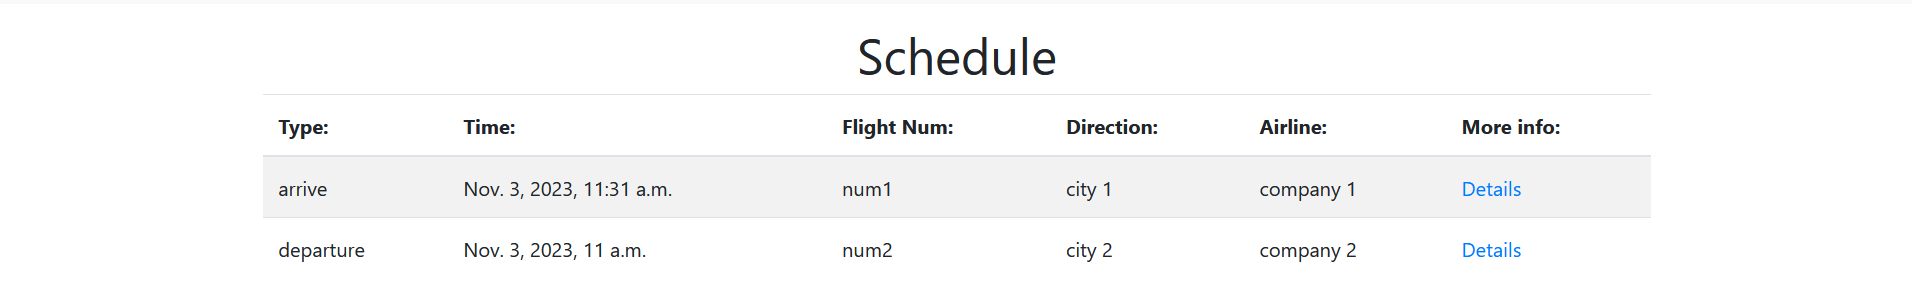 Schedule
Type: Time: Flight Num: Direction: Airline: More info:
arrive Nov. 3, 2023, 11:31 a.m. num1 city 1 company 1 Details
departure Nov. 3, 2023, 11 a.m. num2 city 2 company 2 Details